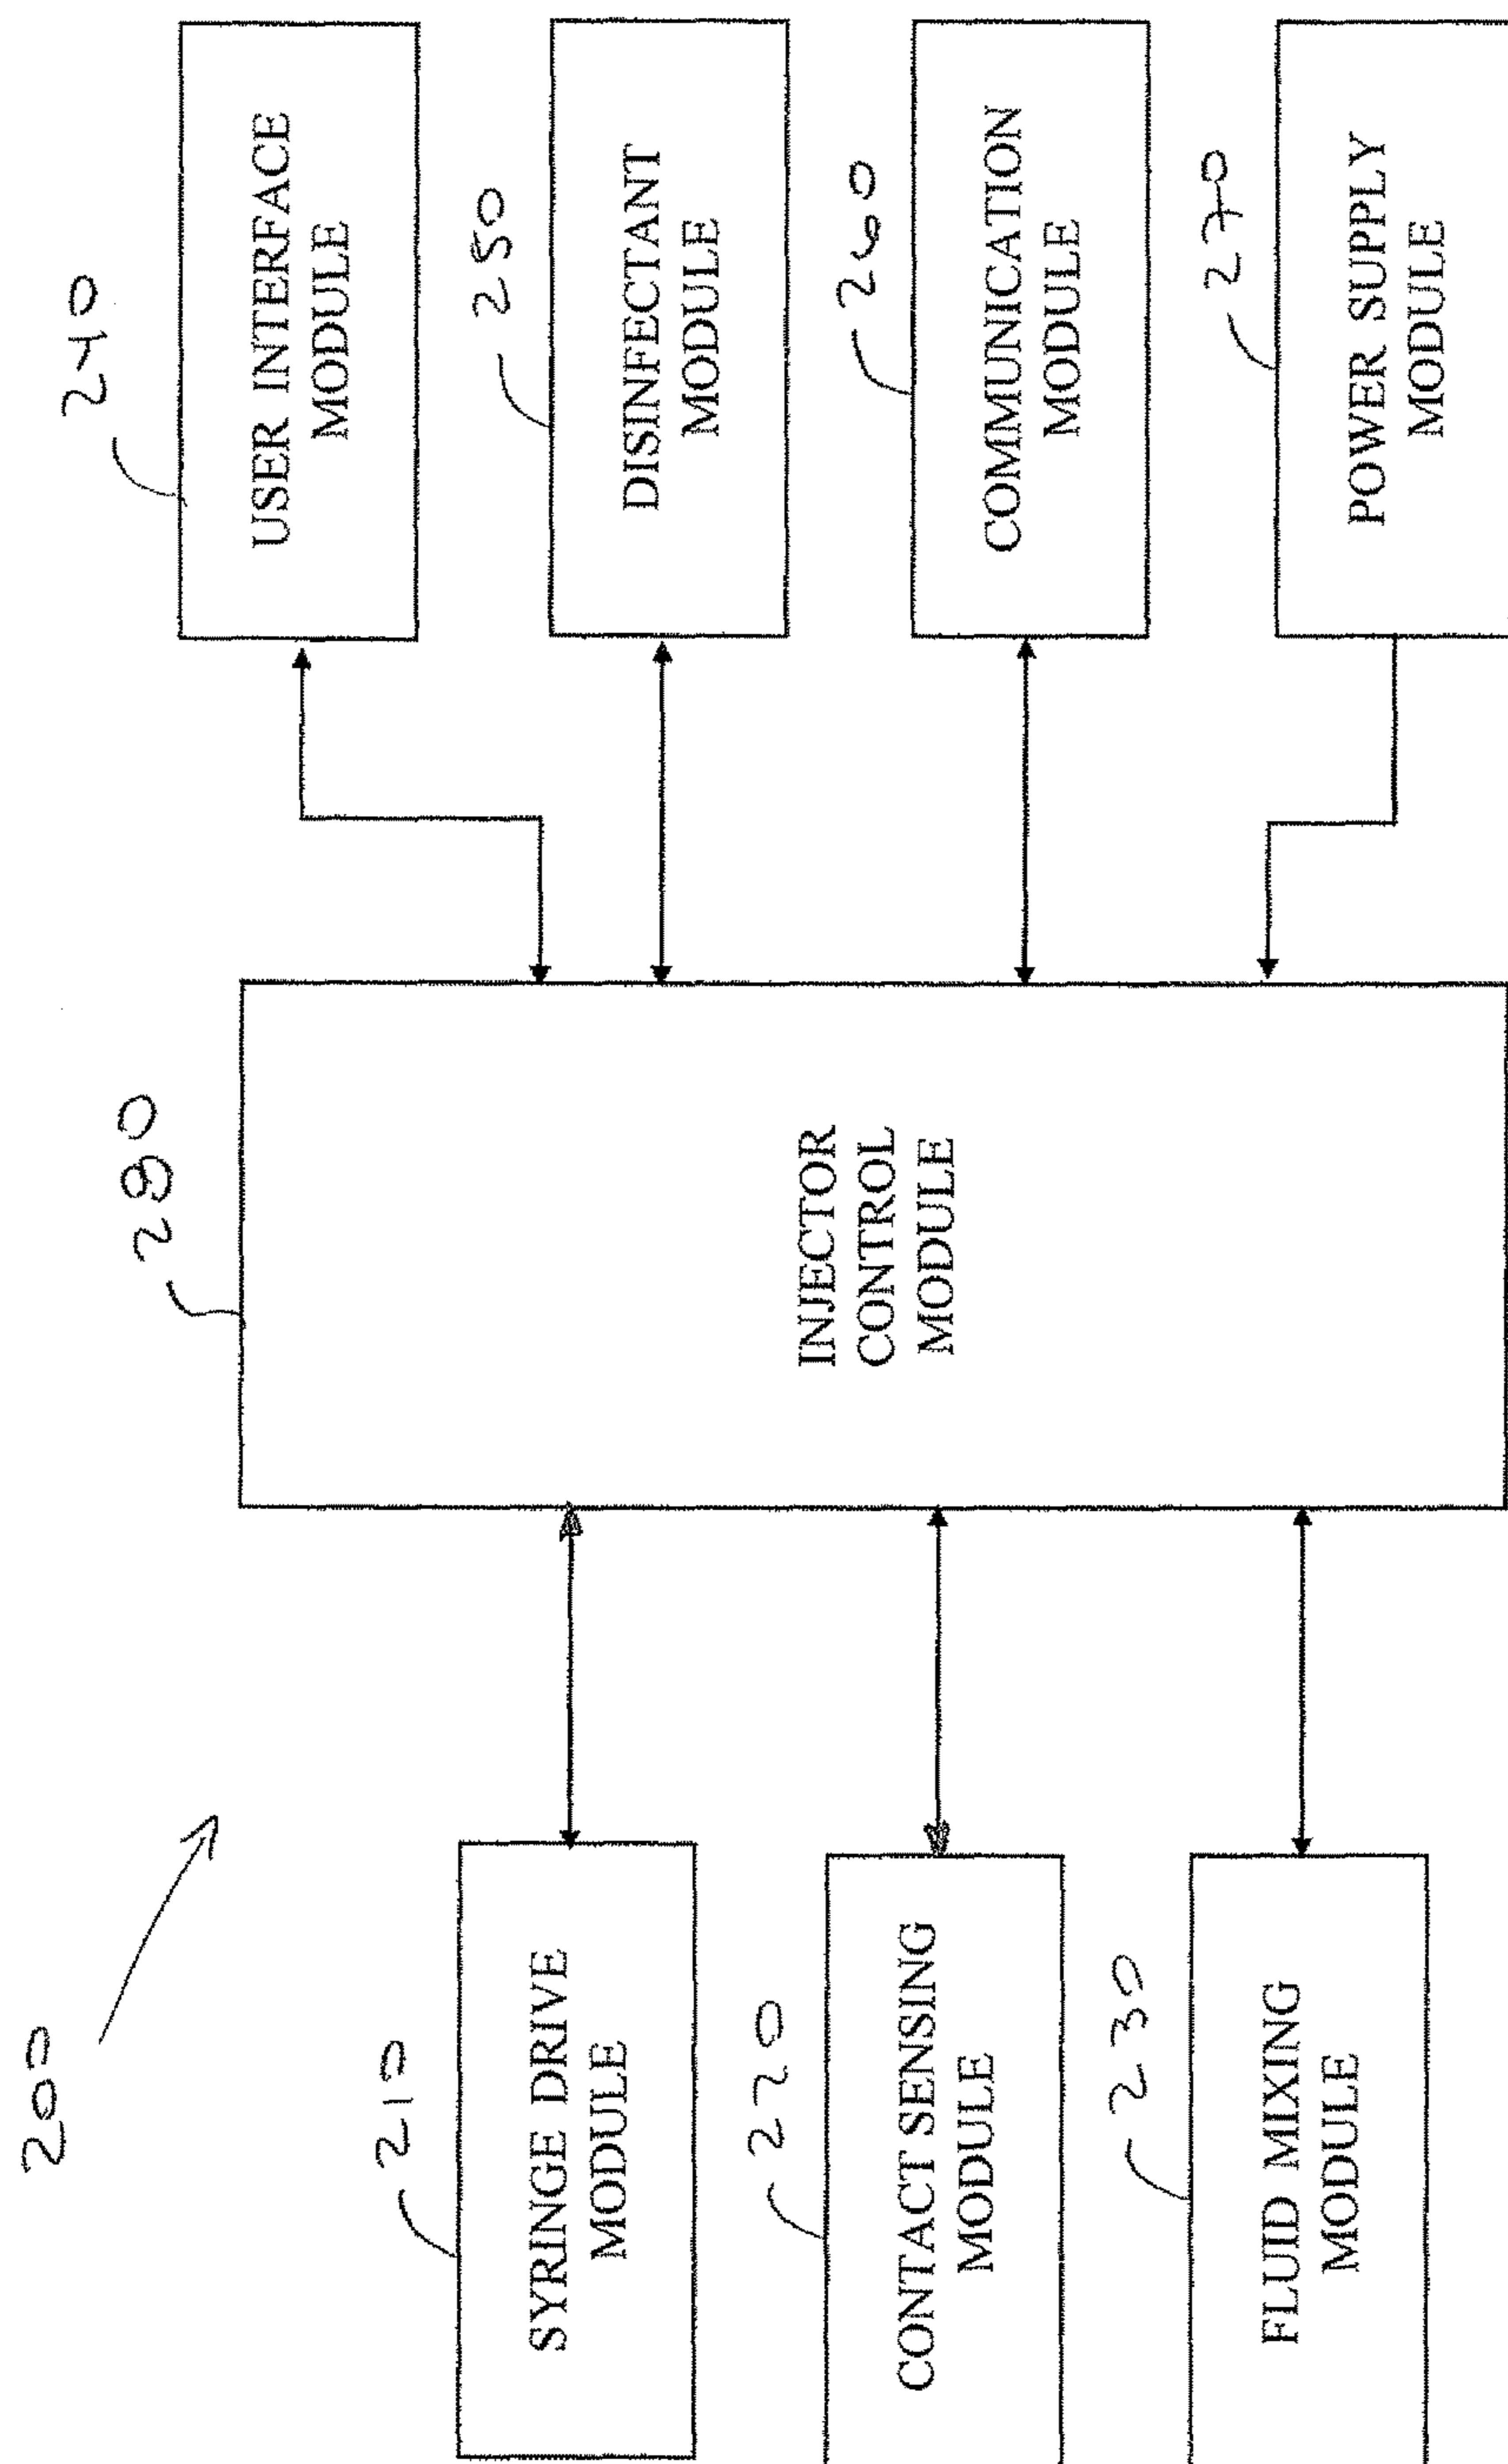 200
210
SYRINGE DRIVE
MODULE
220
CONTACT SENSING
MODULE
230
FLUID MIXING
MODULE
280
INJECTOR
CONTROL
MODULE
240
USER INTERFACE
MODULE
250
DISINFECTANT
MODULE
260
COMMUNICATION
MODULE
270
POWER SUPPLY
MODULE